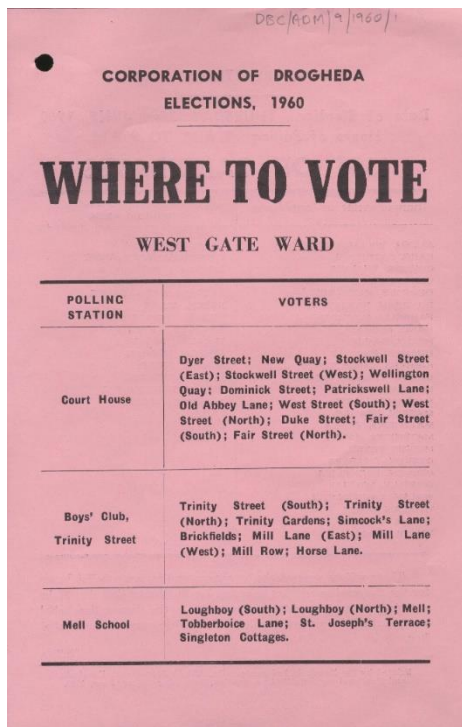 DBC/ADM/9/1960/1
CORPORATION OF DROGHEDA
ELECTIONS, 1960
WHERE TO VOTE
WEST GATE WARD
POLLING
STATION
VOTERS
Court House
Dyer Street; New Quay; Stockwell Street
(East); Stockwell Street (West); Wellington
Quay; Dominick Street; Patrickswell Lane;
Old Abbey Lane; West Street (South); West
Street (North); Duke Street; Fair Street
(South); Fair Street (North).
Boys' Club,
Trinity Street
Trinity Street (South); Trinity Street
(North); Trinity Gardens; Simcock's Lane;
Brickfields; Mill Lane (East); Mill Lane
(West); Mill Row; Horse Lane.
Mell School
Loughboy (South); Loughboy (North); Mell;
Tobberboice Lane; St. Joseph's Terrace;
Singleton Cottages.